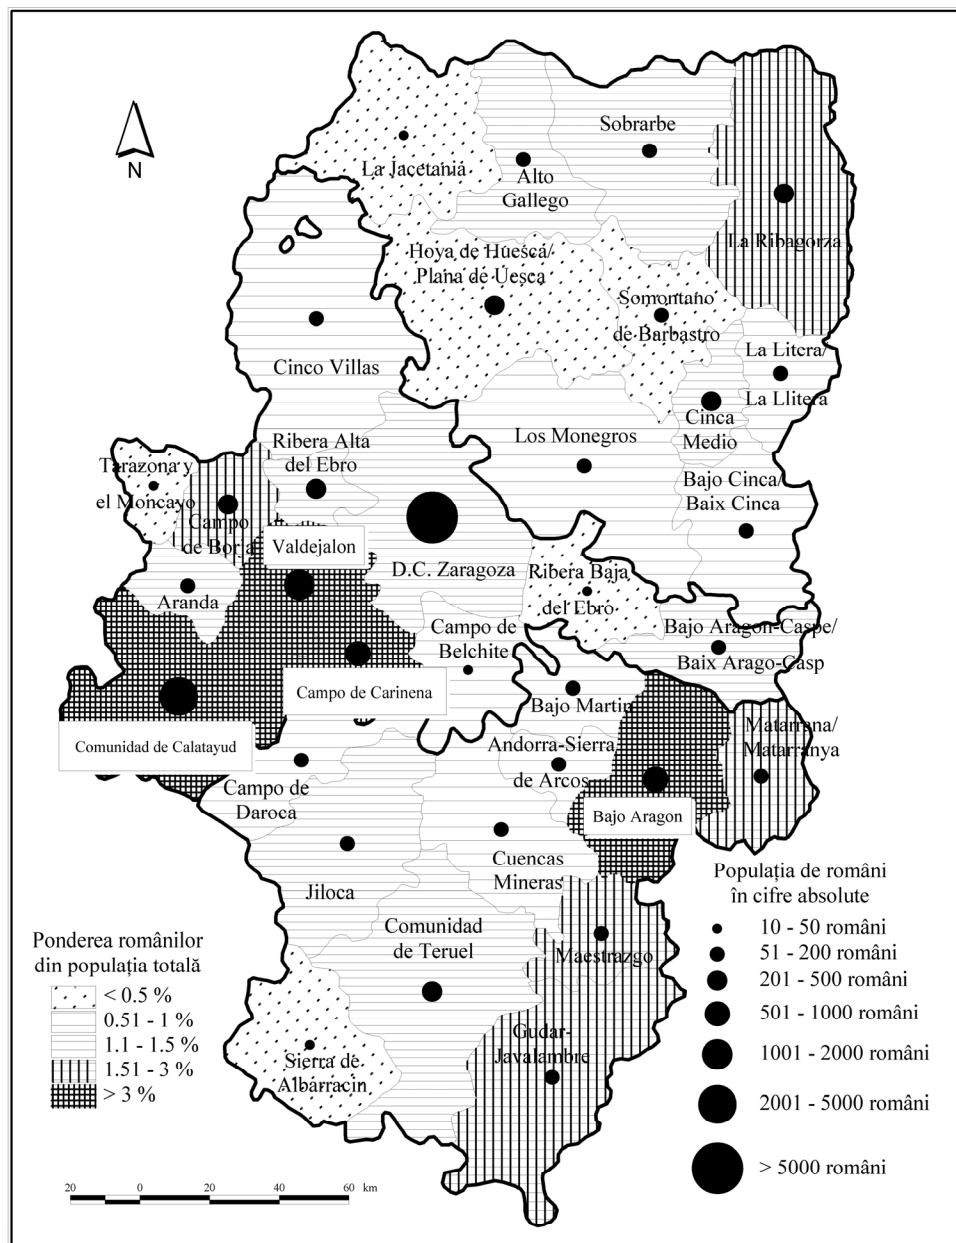 Sobrarbe
N
La Jacetania
Alto
Gallego
La Ribagorza
Hoya de Huesca/
Plana de Uesca
Somontano
de Barbastro
La Litera/
La Llitera
Cinco Villas
Cinca
Medio
Los Monegros
Ribera Alta
del Ebro
Tarazona y
el Moncayo
Bajo Cinca/
Baix Cinca
Campo
de Borja
Valdejalon
D.C. Zaragoza
Ribera Baja
del Ebro
Aranda
Campo de
Belchite
Bajo Aragon-Caspe/
Baix Arago-Casp
Campo de Carinena
Bajo Martin
Comunidad de Calatayud
Andorra-Sierra
de Arcos
Matarrana/
Matarranya
Campo de
Daroca
Bajo Aragon
Cuencas
Mineras
Jiloca
Comunidad
de Teruel
Maestrazgo
Gudar-
Javalambre
Sierra de
Albarracin
Populația de români
în cifre absolute
10 - 50 români
51 - 200 români
201 - 500 români
501 - 1000 români
1001 - 2000 români
2001 - 5000 români
> 5000 români
Ponderea românilor
din populația totală
< 0.5 %
0.51 - 1 %
1.1 - 1.5 %
1.51 - 3 %
> 3 %
20 0 20 40 60 km